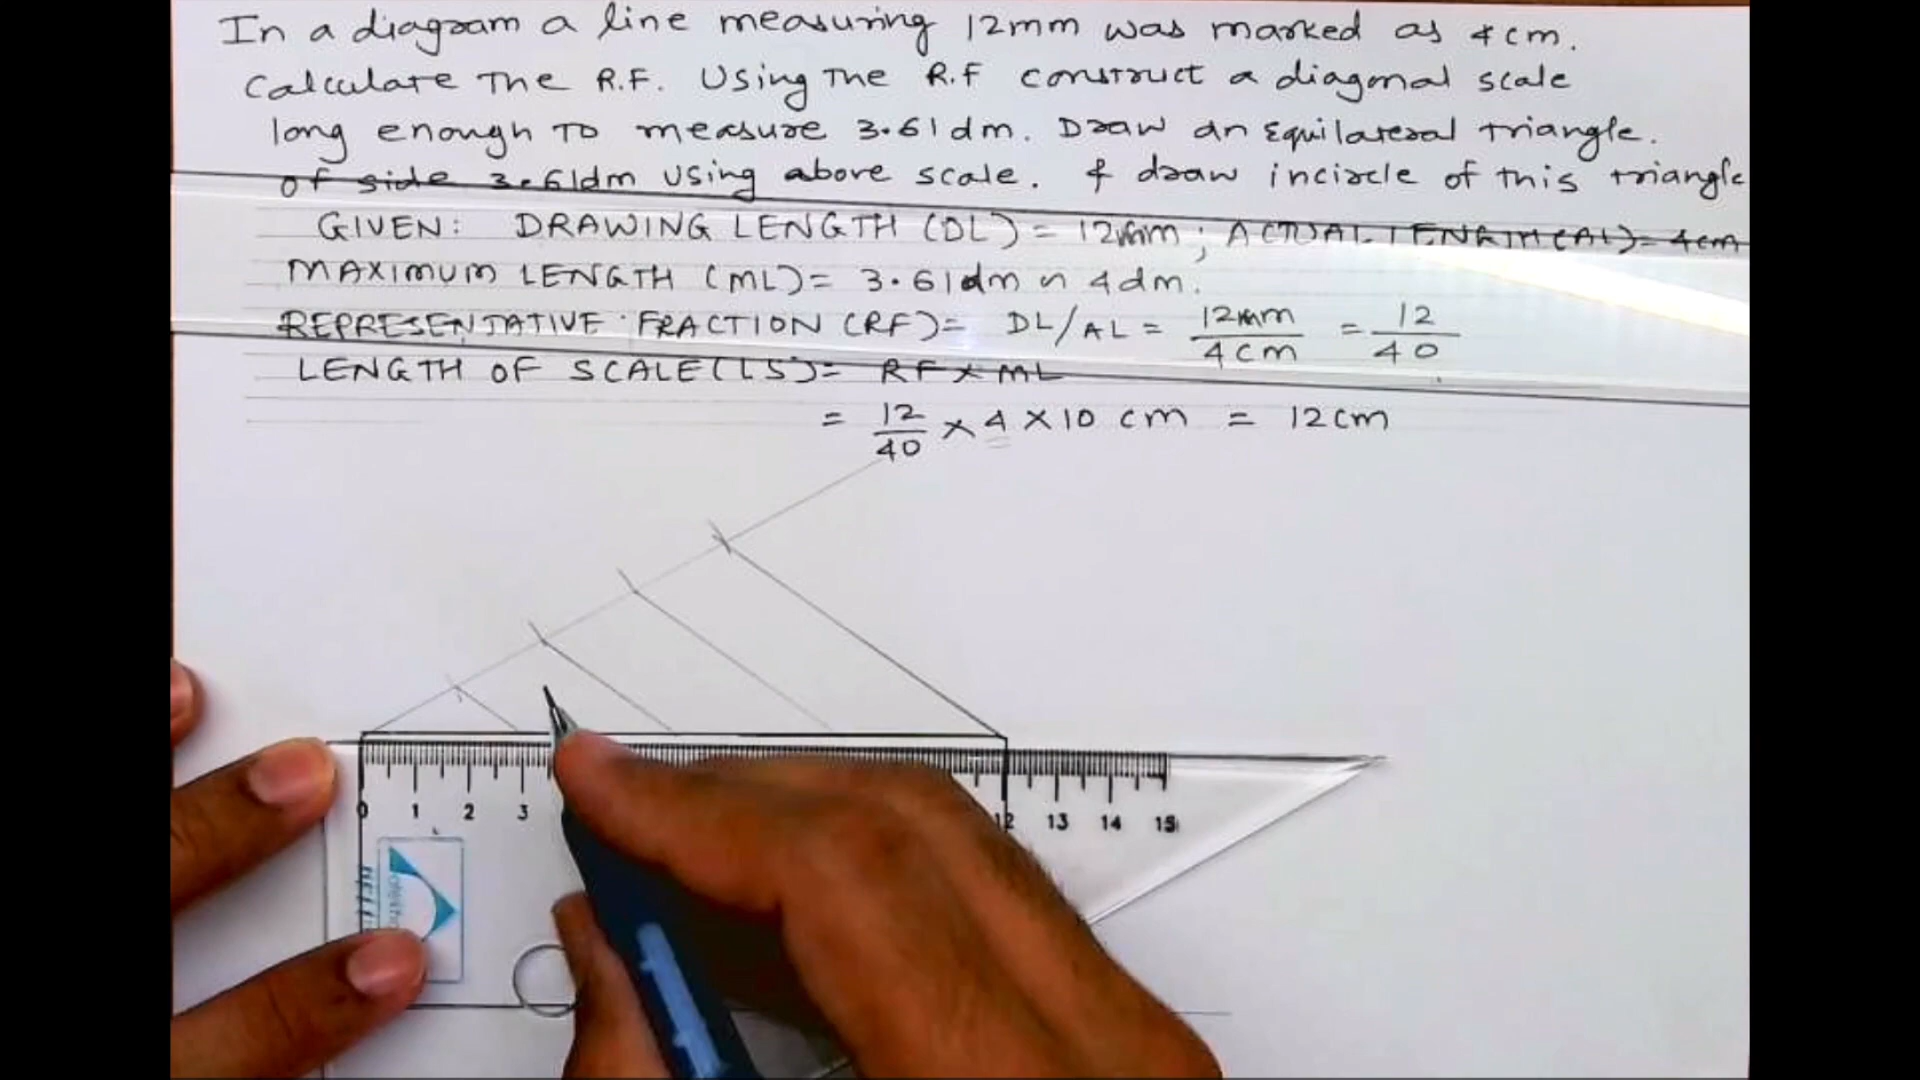 In a diagram a line measuring 12mm was marked as 4cm.
Calculate The R.F. Using The R.F construct a diagonal scale
long enough To measure 3.61dm. Draw an Equilateral triangle.
of side 3.61dm using above scale. & draw incircle of this triangle
GIVEN: DRAWING LENGTH (DL) = 12mm; ACTUAL LENGTH (AL) = 4cm
MAXIMUM LENGTH (ML) = 3.61dm ~ 4dm.
REPRESENTATIVE FRACTION (RF) = DL/AL = 12mm/4cm = 12/40
LENGTH OF SCALE (LS) = RF X ML
= 12/40 X 4 X 10 cm = 12cm
0 1 2 3 12 13 14 15